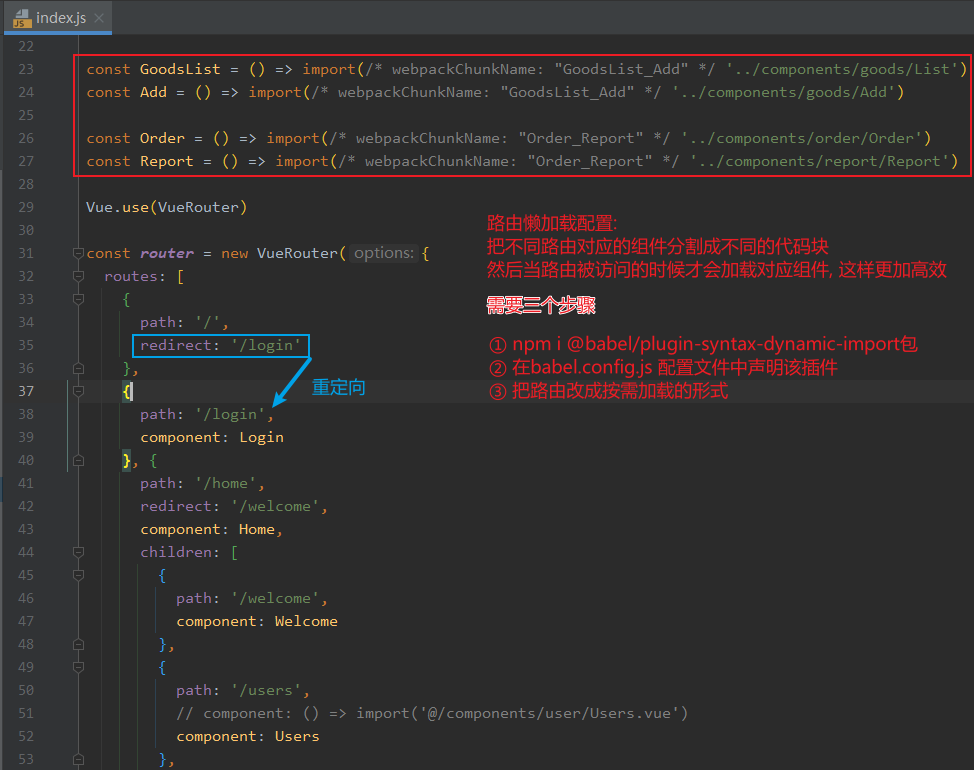 index.js
22
23 const GoodsList = () => import(/* webpackChunkName: "GoodsList_Add" */ '../components/goods/List')
24 const Add = () => import(/* webpackChunkName: "GoodsList_Add" */ '../components/goods/Add')
25
26 const Order = () => import(/* webpackChunkName: "Order_Report" */ '../components/order/Order')
27 const Report = () => import(/* webpackChunkName: "Order_Report" */ '../components/report/Report')
28
29 Vue.use(VueRouter)
30
31 const router = new VueRouter( options: {
32 routes: [
33 {
34 path: '/',
35 redirect: '/login'
36 },
37 {
38 path: '/login',
39 component: Login
40 }, {
41 path: '/home',
42 redirect: '/welcome',
43 component: Home,
44 children: [
45 {
46 path: '/welcome',
47 component: Welcome
48 },
49 {
50 path: '/users',
51 // component: () => import('@/components/user/Users.vue')
52 component: Users
53 },
路由懒加载配置:
把不同路由对应的组件分割成不同的代码块
然后当路由被访问的时候才会加载对应组件, 这样更加高效
需要三个步骤
① npm i @babel/plugin-syntax-dynamic-import包
② 在babel.config.js 配置文件中声明该插件
③ 把路由改成按需加载的形式
重定向